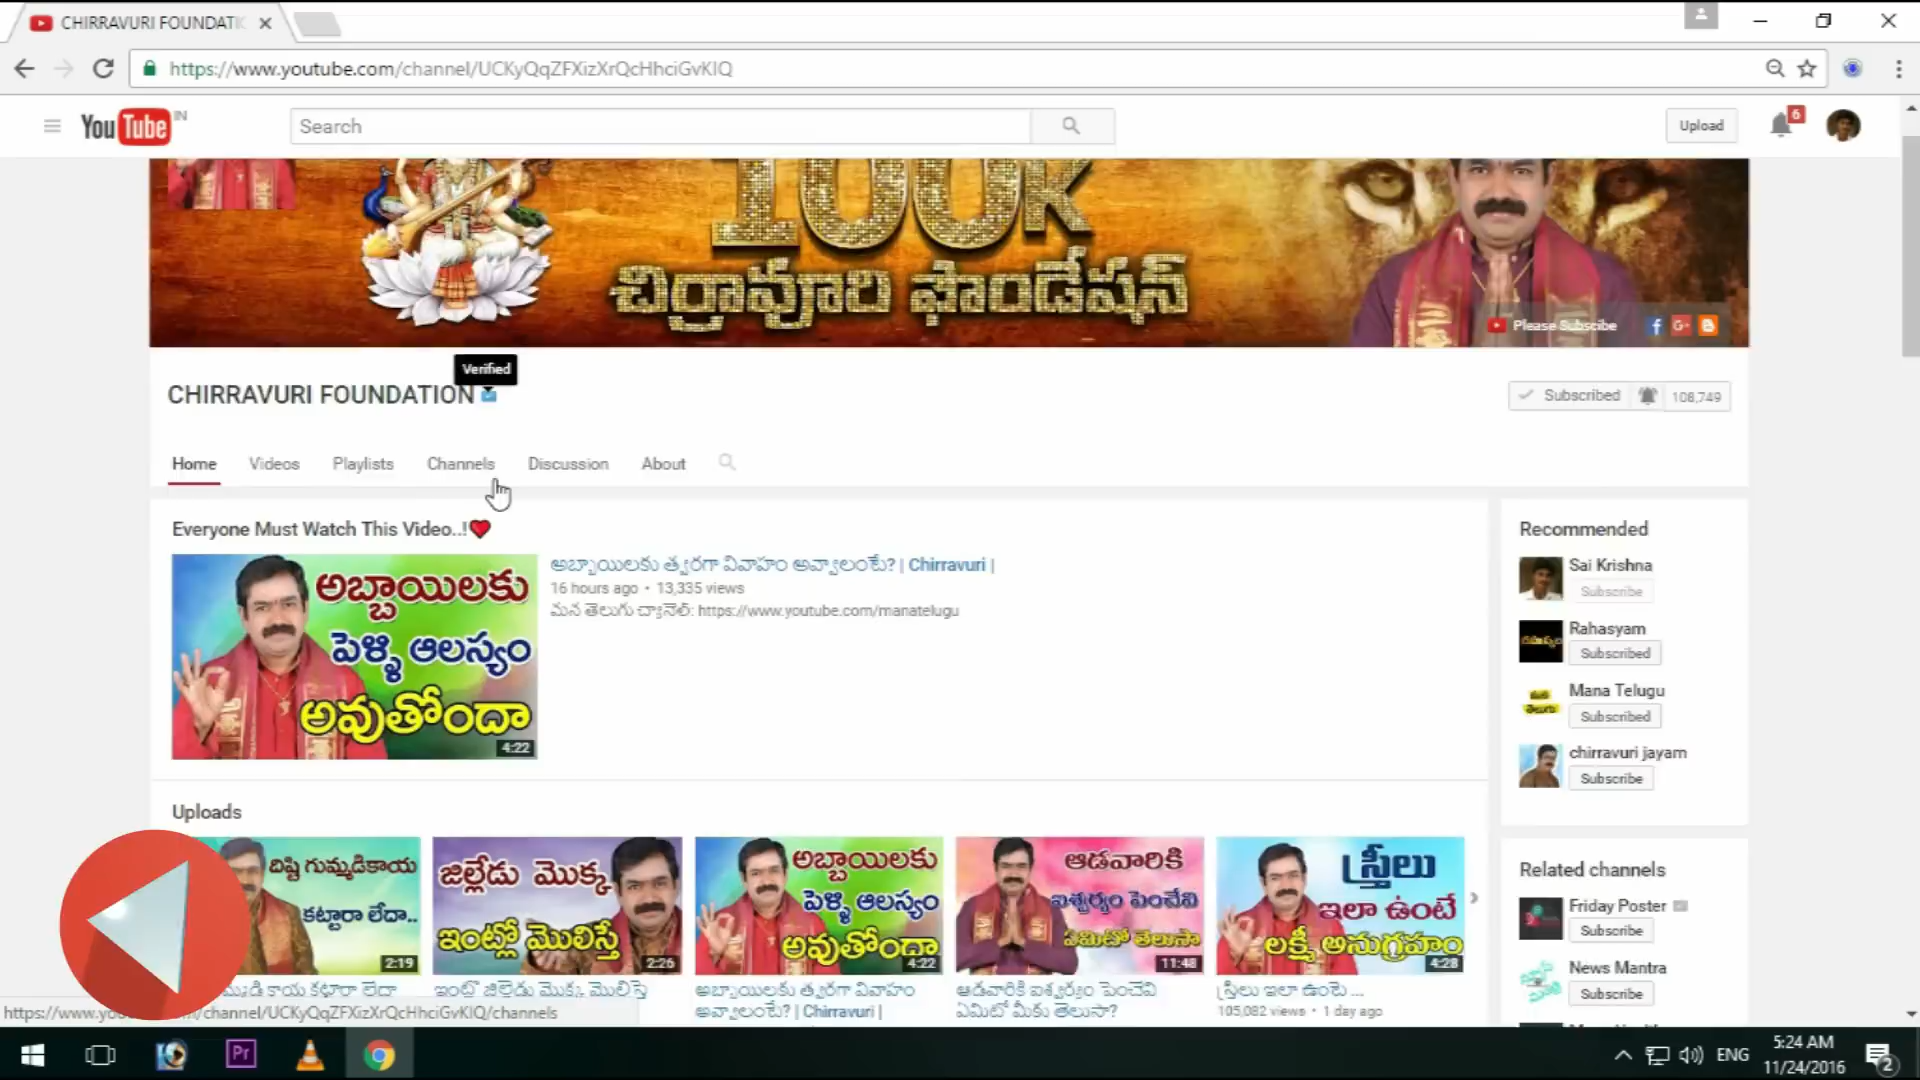 CHIRRAVURI FOUNDATI
https://www.youtube.com/channel/UCKyQqZFXizXrQcHhciGvKIQ
YouTube IN
Search
Upload
6
100K
చిర్రావూరి ఫౌండేషన్
Please Subscibe
Verified
CHIRRAVURI FOUNDATION
Subscribed 108,749
Home Videos Playlists Channels Discussion About
Everyone Must Watch This Video..!
అబ్బాయిలకు
పెళ్ళి ఆలస్యం
అవుతోందా
4:22
అబ్బాయిలకు త్వరగా వివాహం అవ్వాలంటే? | Chirravuri |
16 hours ago • 13,335 views
మన తెలుగు చ్యానెల్: https://www.youtube.com/manatelugu
Recommended
Sai Krishna
Subscribe
Rahasyam
Subscribed
Mana Telugu
Subscribed
chirravuri jayam
Subscribe
Uploads
దిష్టి గుమ్మడికాయ
కట్టారా లేదా..
2:19
జిల్లేడు మొక్క
ఇంట్లో మొలిస్తే
2:26
అబ్బాయిలకు
పెళ్ళి ఆలస్యం
అవుతోందా
4:22
ఆడవారికి
ఐశ్వర్యం పెంచేవి
ఏమిటో తెలుసా
11:48
స్త్రీలు
ఇలా ఉంటే
లక్ష్మీ అనుగ్రహం
4:28
మ్మడి కాయ కట్టారా లేదా
ఇంట్లో జిల్లేడు మొక్క మొలిస్తె
అబ్బాయిలకు త్వరగా వివాహం
అవ్వాలంటే? | Chirravuri |
ఆడవారికి ఐశ్వర్యం పెంచేవి
ఏమిటో మీకు తెలుసా?
స్త్రీలు ఇలా ఉంటె ...
105,082 views • 1 day ago
Related channels
Friday Poster
Subscribe
News Mantra
Subscribe
https://www.you /channel/UCKyQqZFXizXrQcHhciGvKIQ/channels
Pr
ENG
5:24 AM
11/24/2016
2